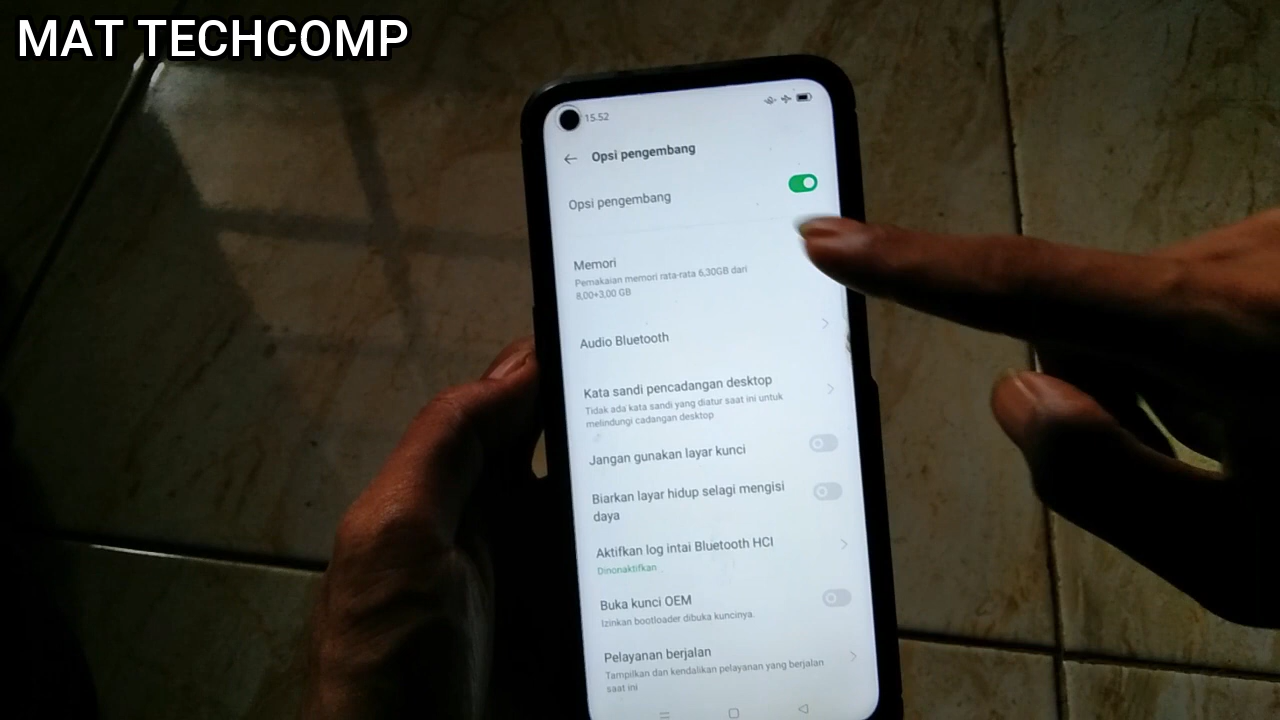 MAT TECHCOMP
15.52
Opsi pengembang
Opsi pengembang
Memori
Pemakaian memori rata-rata 6,30GB dari
8,00+3,00 GB
Audio Bluetooth
Kata sandi pencadangan desktop
Tidak ada kata sandi yang diatur saat ini untuk
melindungi cadangan desktop
Jangan gunakan layar kunci
Biarkan layar hidup selagi mengisi
daya
Aktifkan log intai Bluetooth HCI
Dinonaktifkan
Buka kunci OEM
Izinkan bootloader dibuka kuncinya.
Pelayanan berjalan
Tampilkan dan kendalikan pelayanan yang berjalan
saat ini